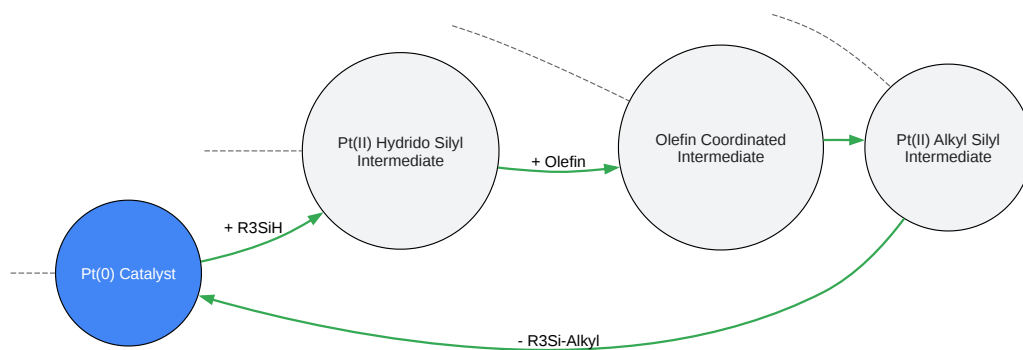 Pt(0) Catalyst
+ R3SiH
Pt(II) Hydrido Silyl
Intermediate
+ Olefin
Olefin Coordinated
Intermediate
Pt(II) Alkyl Silyl
Intermediate
- R3Si-Alkyl